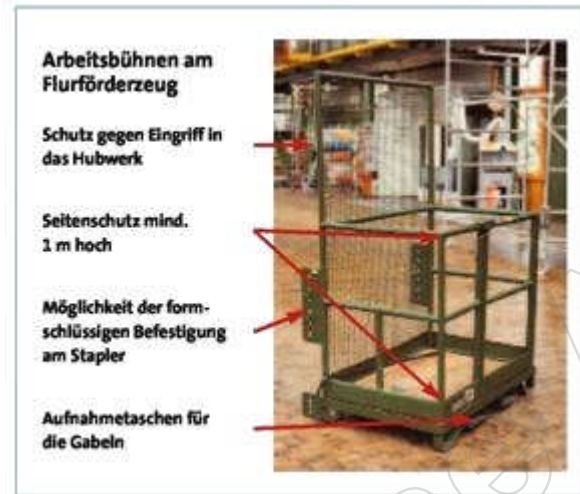 Arbeitsbühnen am
Flurförderzeug
Schutz gegen Eingriff in
das Hubwerk
Seitenschutz mind.
1 m hoch
Möglichkeit der form-
schlüssigen Befestigung
am Stapler
Aufnahmetaschen für
die Gabeln